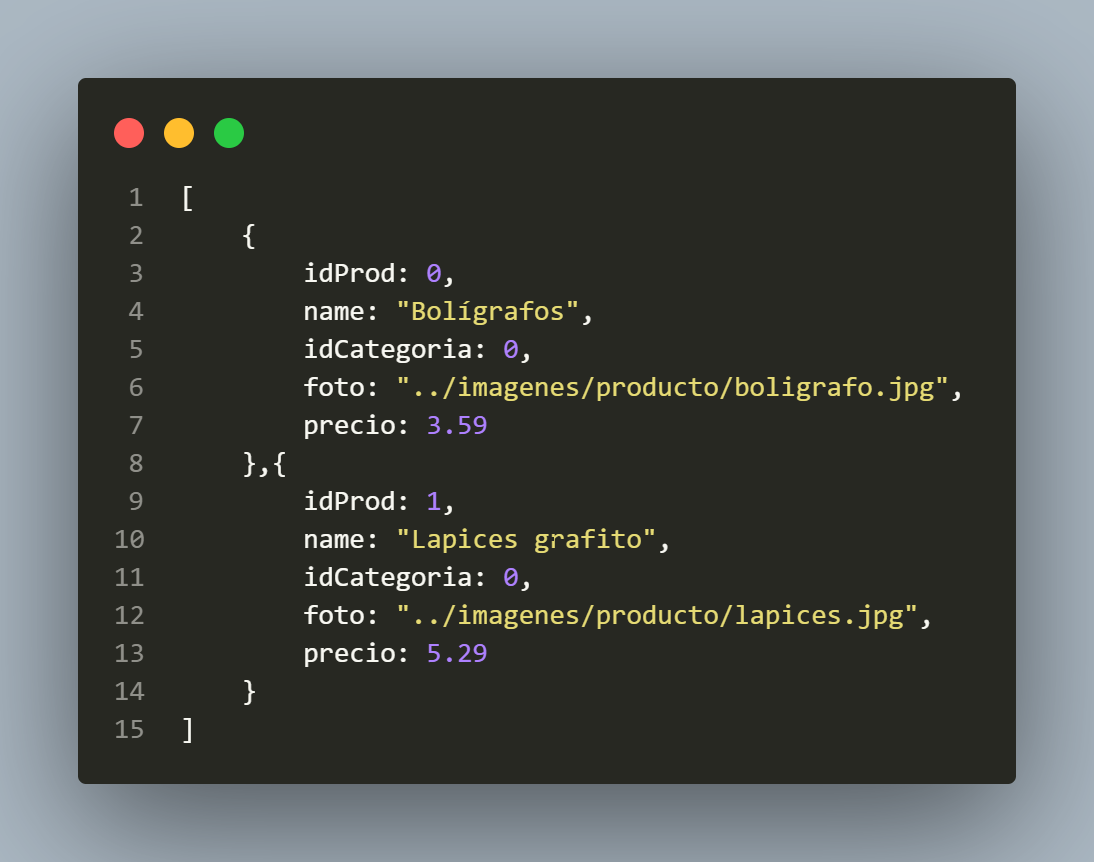 1 [
2     {
3         idProd: 0,
4         name: "Bolígrafos",
5         idCategoria: 0,
6         foto: "../imagenes/producto/boligrafo.jpg",
7         precio: 3.59
8     },{
9         idProd: 1,
10         name: "Lapices grafito",
11         idCategoria: 0,
12         foto: "../imagenes/producto/lapices.jpg",
13         precio: 5.29
14     }
15 ]